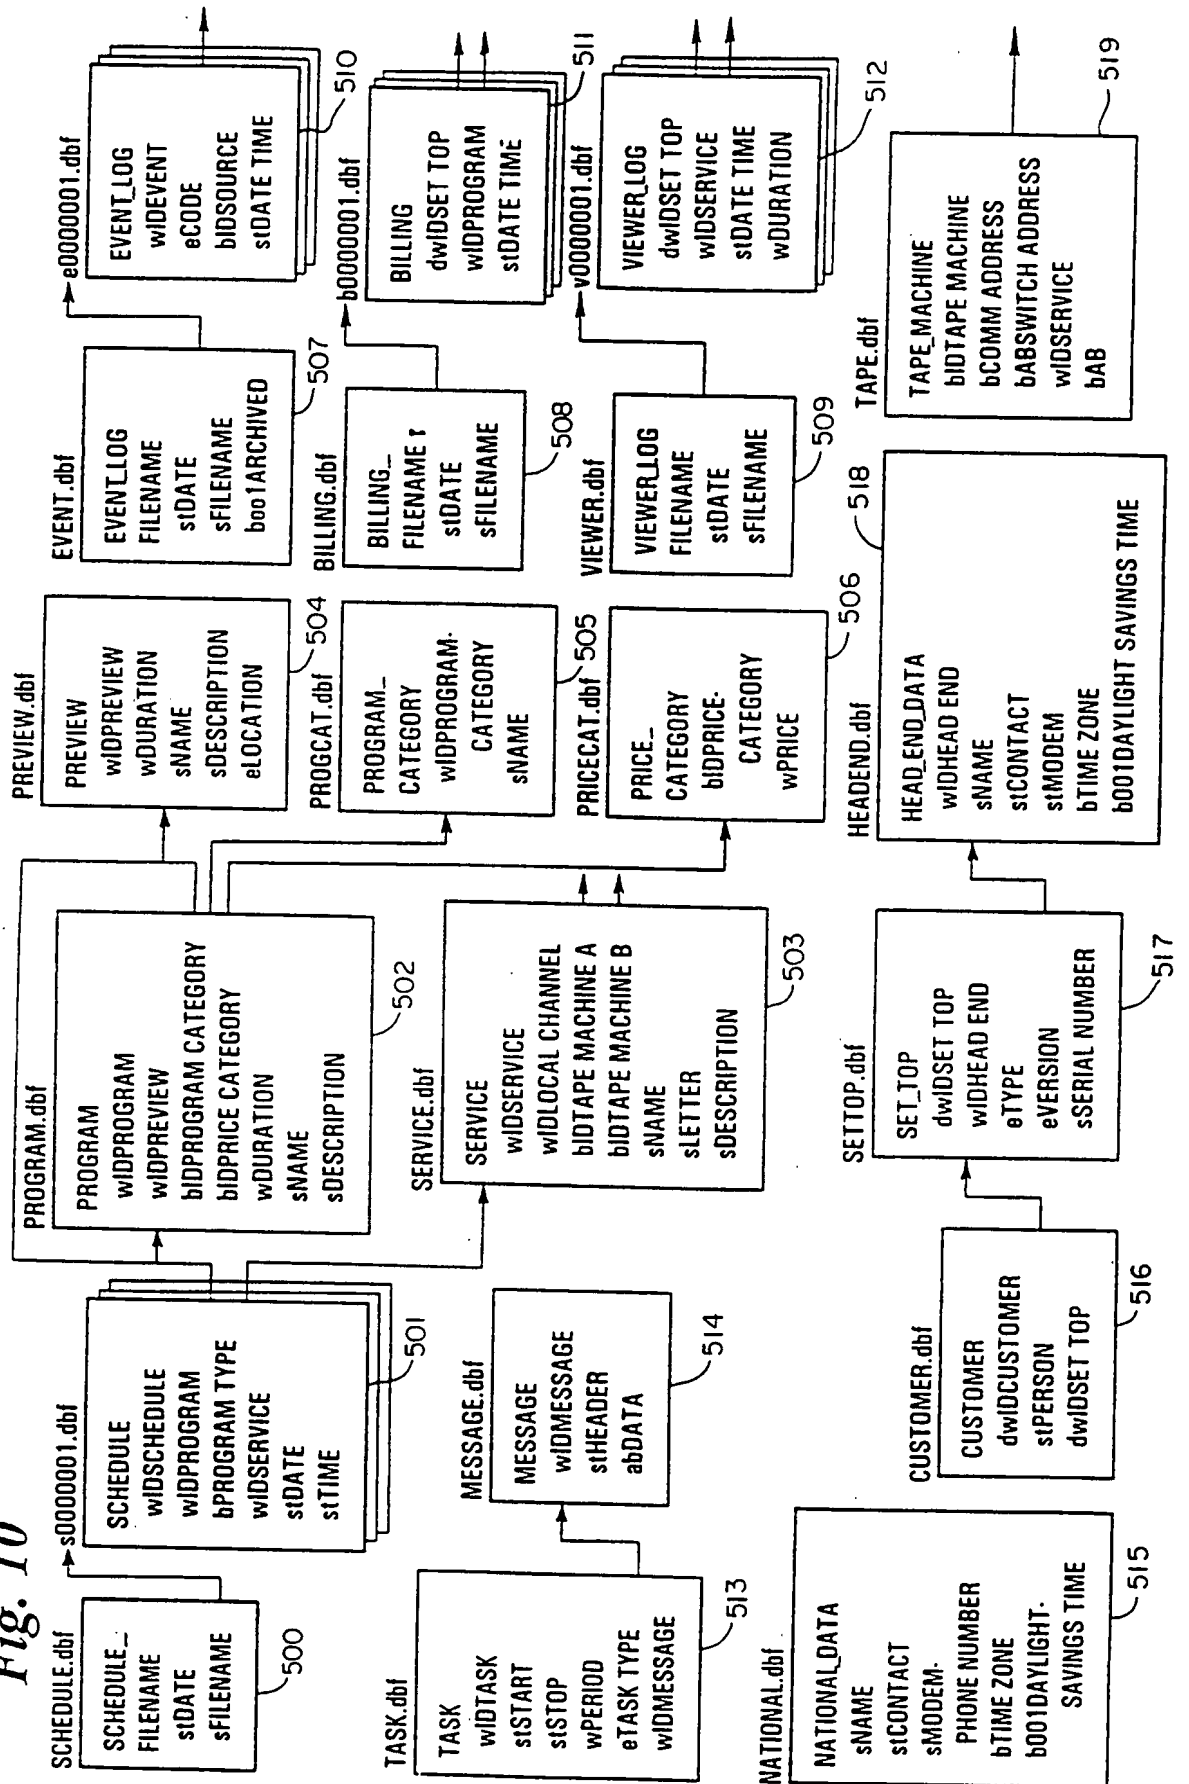 Fig. 10
SCHEDULE.dbf
SCHEDULE_
FILENAME
stDATE
sFILENAME
500
s0000001.dbf
SCHEDULE
wIDSCHEDULE
wIDPROGRAM
bPROGRAM TYPE
wIDSERVICE
stDATE
stTIME
501
PROGRAM.dbf
PROGRAM
wIDPROGRAM
wIDPREVIEW
bIDPROGRAM CATEGORY
bIDPRICE CATEGORY
wDURATION
sNAME
sDESCRIPTION
502
SERVICE.dbf
SERVICE
wIDSERVICE
wIDLOCAL CHANNEL
bIDTAPE MACHINE A
bIDTAPE MACHINE B
sNAME
sLETTER
sDESCRIPTION
503
PREVIEW.dbf
PREVIEW
wIDPREVIEW
wDURATION
sNAME
sDESCRIPTION
eLOCATION
504
PROGCAT.dbf
PROGRAM_
CATEGORY
wIDPROGRAM-
CATEGORY
sNAME
505
PRICECAT.dbf
PRICE_
CATEGORY
bIDPRICE-
CATEGORY
wPRICE
506
EVENT.dbf
EVENT_LOG
FILENAME
stDATE
sFILENAME
boo1ARCHIVED
507
BILLING.dbf
BILLING_
FILENAME r
stDATE
sFILENAME
508
VIEWER.dbf
VIEWER_LOG
FILENAME
stDATE
sFILENAME
509
e0000001.dbf
EVENT_LOG
wIDEVENT
eCODE
bIDSOURCE
stDATE TIME
510
b0000001.dbf
BILLING
dwIDSET TOP
wIDPROGRAM
stDATE TIME
511
v0000001.dbf
VIEWER_LOG
dwIDSET TOP
wIDSERVICE
stDATE TIME
wDURATION
512
TASK.dbf
TASK
wIDTASK
stSTART
stSTOP
wPERIOD
eTASK TYPE
wIDMESSAGE
513
MESSAGE.dbf
MESSAGE
wIDMESSAGE
stHEADER
abDATA
514
NATIONAL.dbf
NATIONAL_DATA
sNAME
stCONTACT
sMODEM-
PHONE NUMBER
bTIME ZONE
b001DAYLIGHT-
SAVINGS TIME
515
CUSTOMER.dbf
CUSTOMER
dwIDCUSTOMER
stPERSON
dwIDSET TOP
516
SETTOP.dbf
SET_TOP
dwIDSET TOP
wIDHEAD END
eTYPE
eVERSION
sSERIAL NUMBER
517
HEADEND.dbf
HEAD_END_DATA
wIDHEAD END
sNAME
stCONTACT
stMODEM
bTIME ZONE
b001DAYLIGHT SAVINGS TIME
518
TAPE.dbf
TAPE_MACHINE
bIDTAPE MACHINE
bCOMM ADDRESS
bABSWITCH ADDRESS
wIDSERVICE
bAB
519